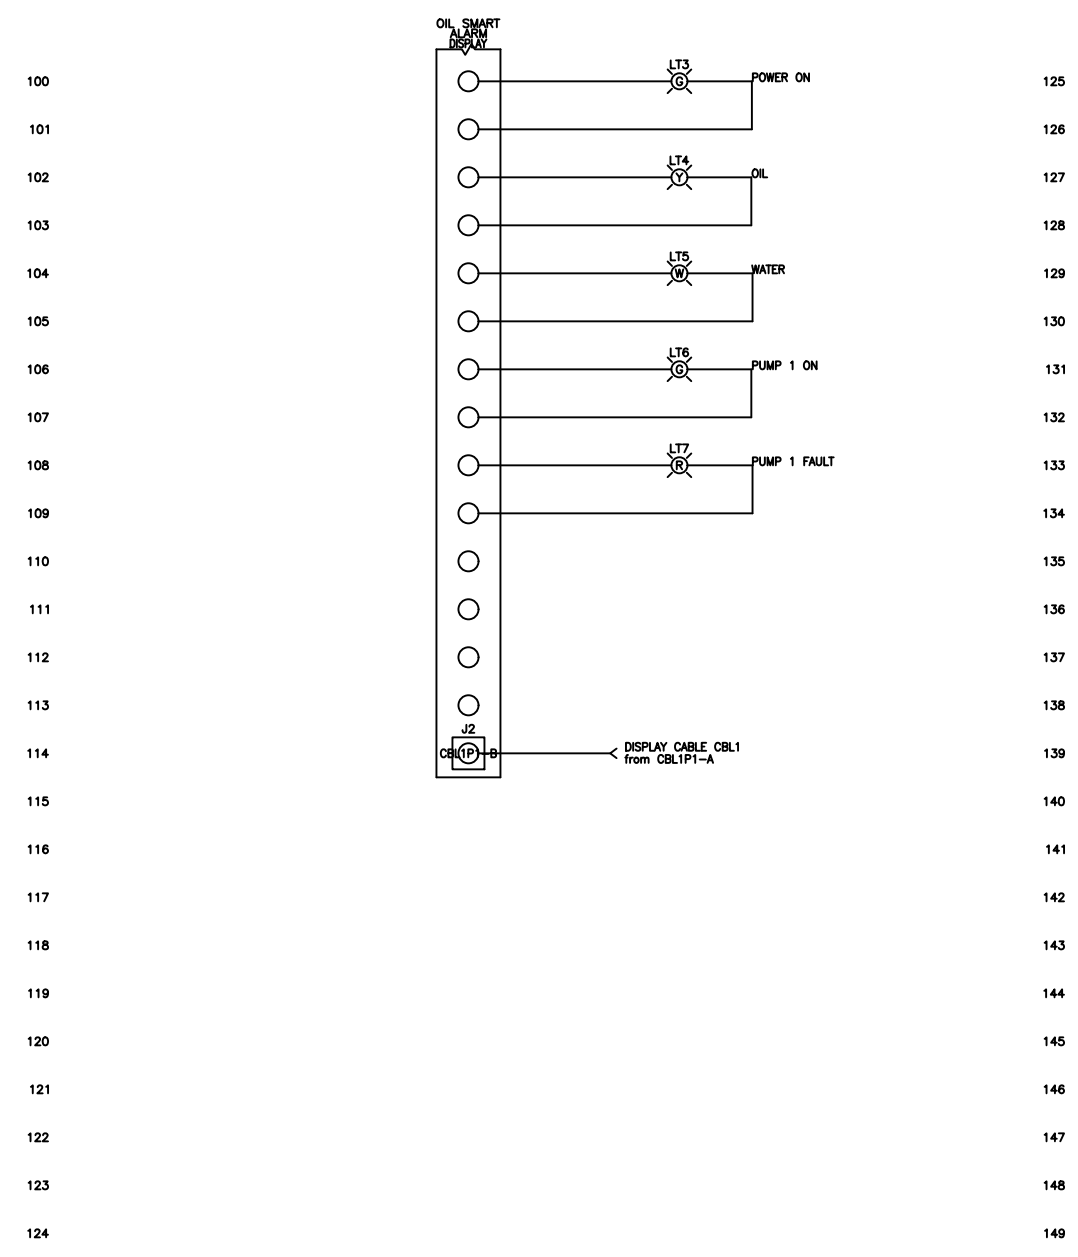 OIL SMART
ALARM
DISPLAY
LT3
100
G
POWER ON
125
101
126
LT4
102
Y
OIL
127
103
128
LT5
104
W
WATER
129
105
130
LT6
106
G
PUMP 1 ON
131
107
132
LT7
108
R
PUMP 1 FAULT
133
109
134
110
135
111
136
112
137
113
138
J2
114
CBL1P1-B
DISPLAY CABLE CBL1
from CBL1P1-A
139
115
140
116
141
117
142
118
143
119
144
120
145
121
146
122
147
123
148
124
149